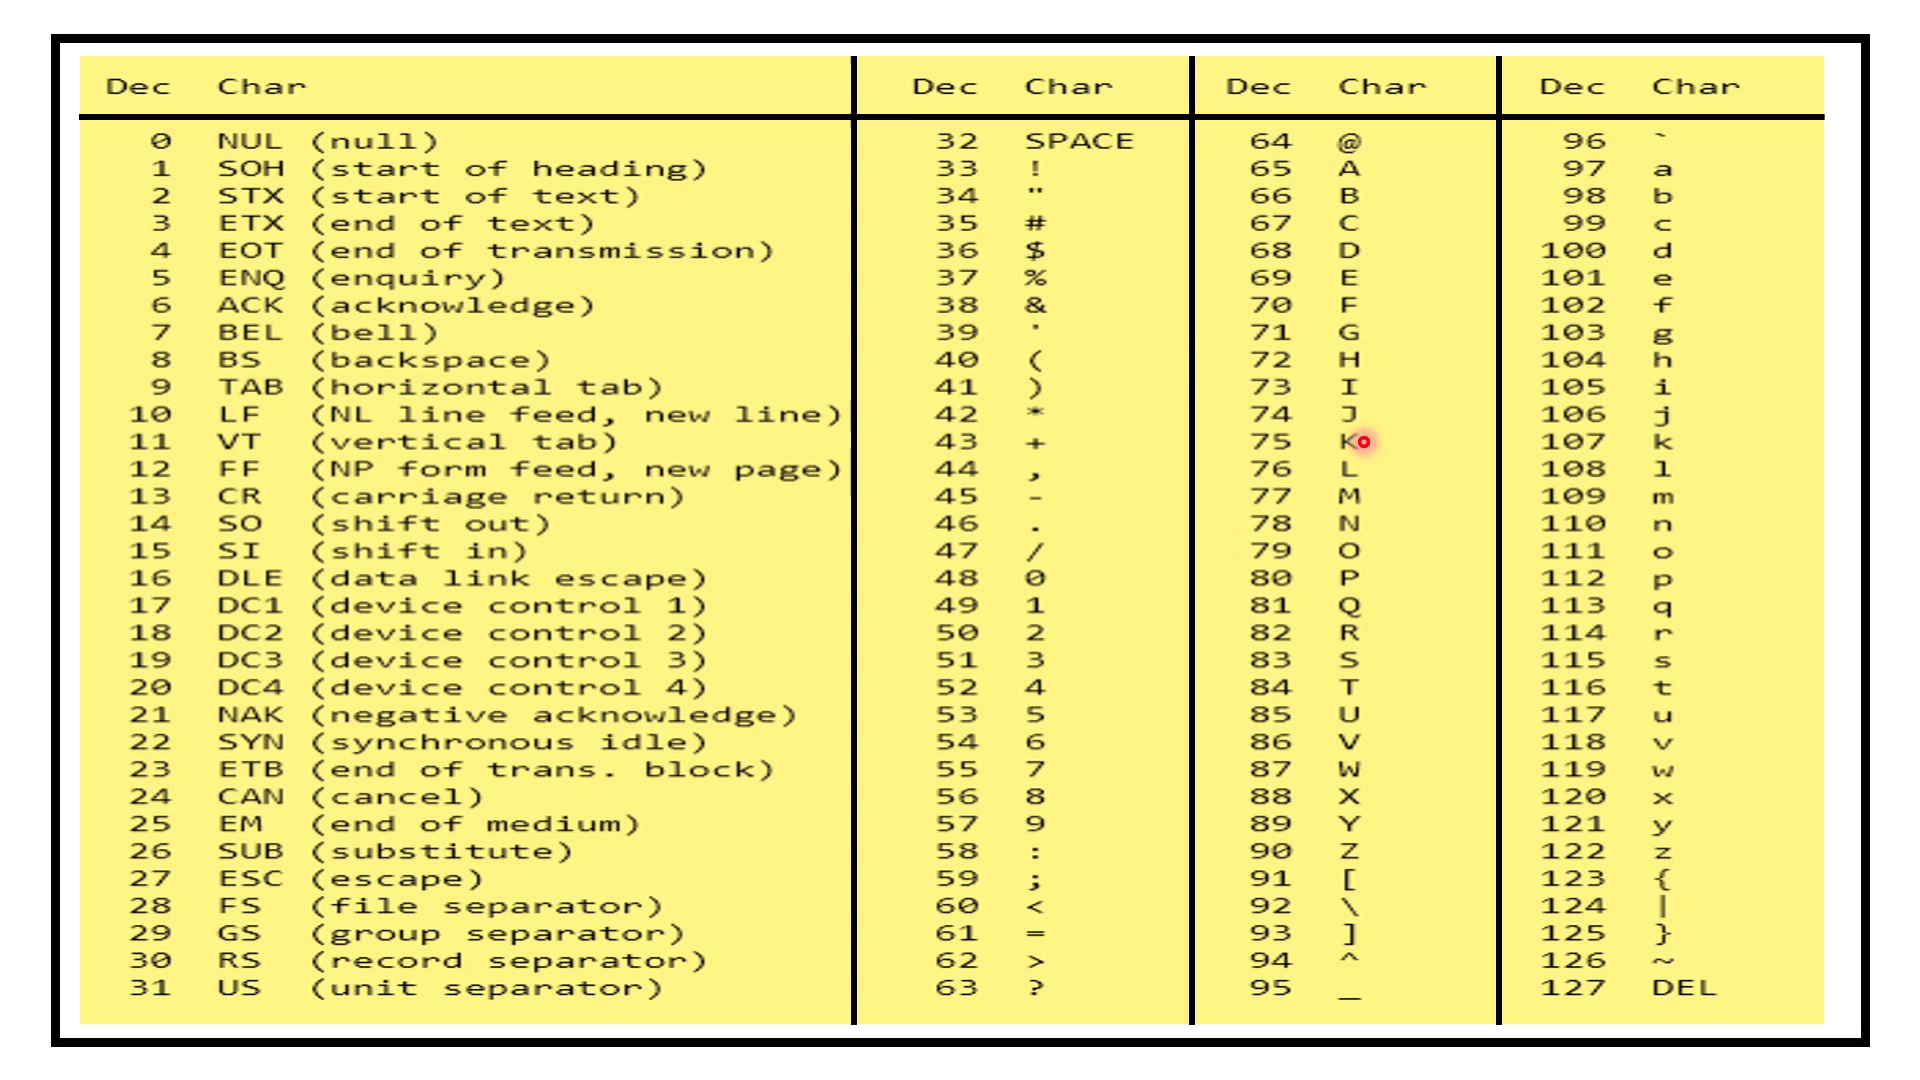 Dec Char Dec Char Dec Char Dec Char
0 NUL (null) 32 SPACE 64 @ 96 `
1 SOH (start of heading) 33 ! 65 A 97 a
2 STX (start of text) 34 " 66 B 98 b
3 ETX (end of text) 35 # 67 C 99 c
4 EOT (end of transmission) 36 $ 68 D 100 d
5 ENQ (enquiry) 37 % 69 E 101 e
6 ACK (acknowledge) 38 & 70 F 102 f
7 BEL (bell) 39 ' 71 G 103 g
8 BS (backspace) 40 ( 72 H 104 h
9 TAB (horizontal tab) 41 ) 73 I 105 i
10 LF (NL line feed, new line) 42 * 74 J 106 j
11 VT (vertical tab) 43 + 75 K 107 k
12 FF (NP form feed, new page) 44 , 76 L 108 l
13 CR (carriage return) 45 - 77 M 109 m
14 SO (shift out) 46 . 78 N 110 n
15 SI (shift in) 47 / 79 O 111 o
16 DLE (data link escape) 48 0 80 P 112 p
17 DC1 (device control 1) 49 1 81 Q 113 q
18 DC2 (device control 2) 50 2 82 R 114 r
19 DC3 (device control 3) 51 3 83 S 115 s
20 DC4 (device control 4) 52 4 84 T 116 t
21 NAK (negative acknowledge) 53 5 85 U 117 u
22 SYN (synchronous idle) 54 6 86 V 118 v
23 ETB (end of trans. block) 55 7 87 W 119 w
24 CAN (cancel) 56 8 88 X 120 x
25 EM (end of medium) 57 9 89 Y 121 y
26 SUB (substitute) 58 : 90 Z 122 z
27 ESC (escape) 59 ; 91 [ 123 {
28 FS (file separator) 60 < 92 \ 124 |
29 GS (group separator) 61 = 93 ] 125 }
30 RS (record separator) 62 > 94 ^ 126 ~
31 US (unit separator) 63 ? 95 _ 127 DEL